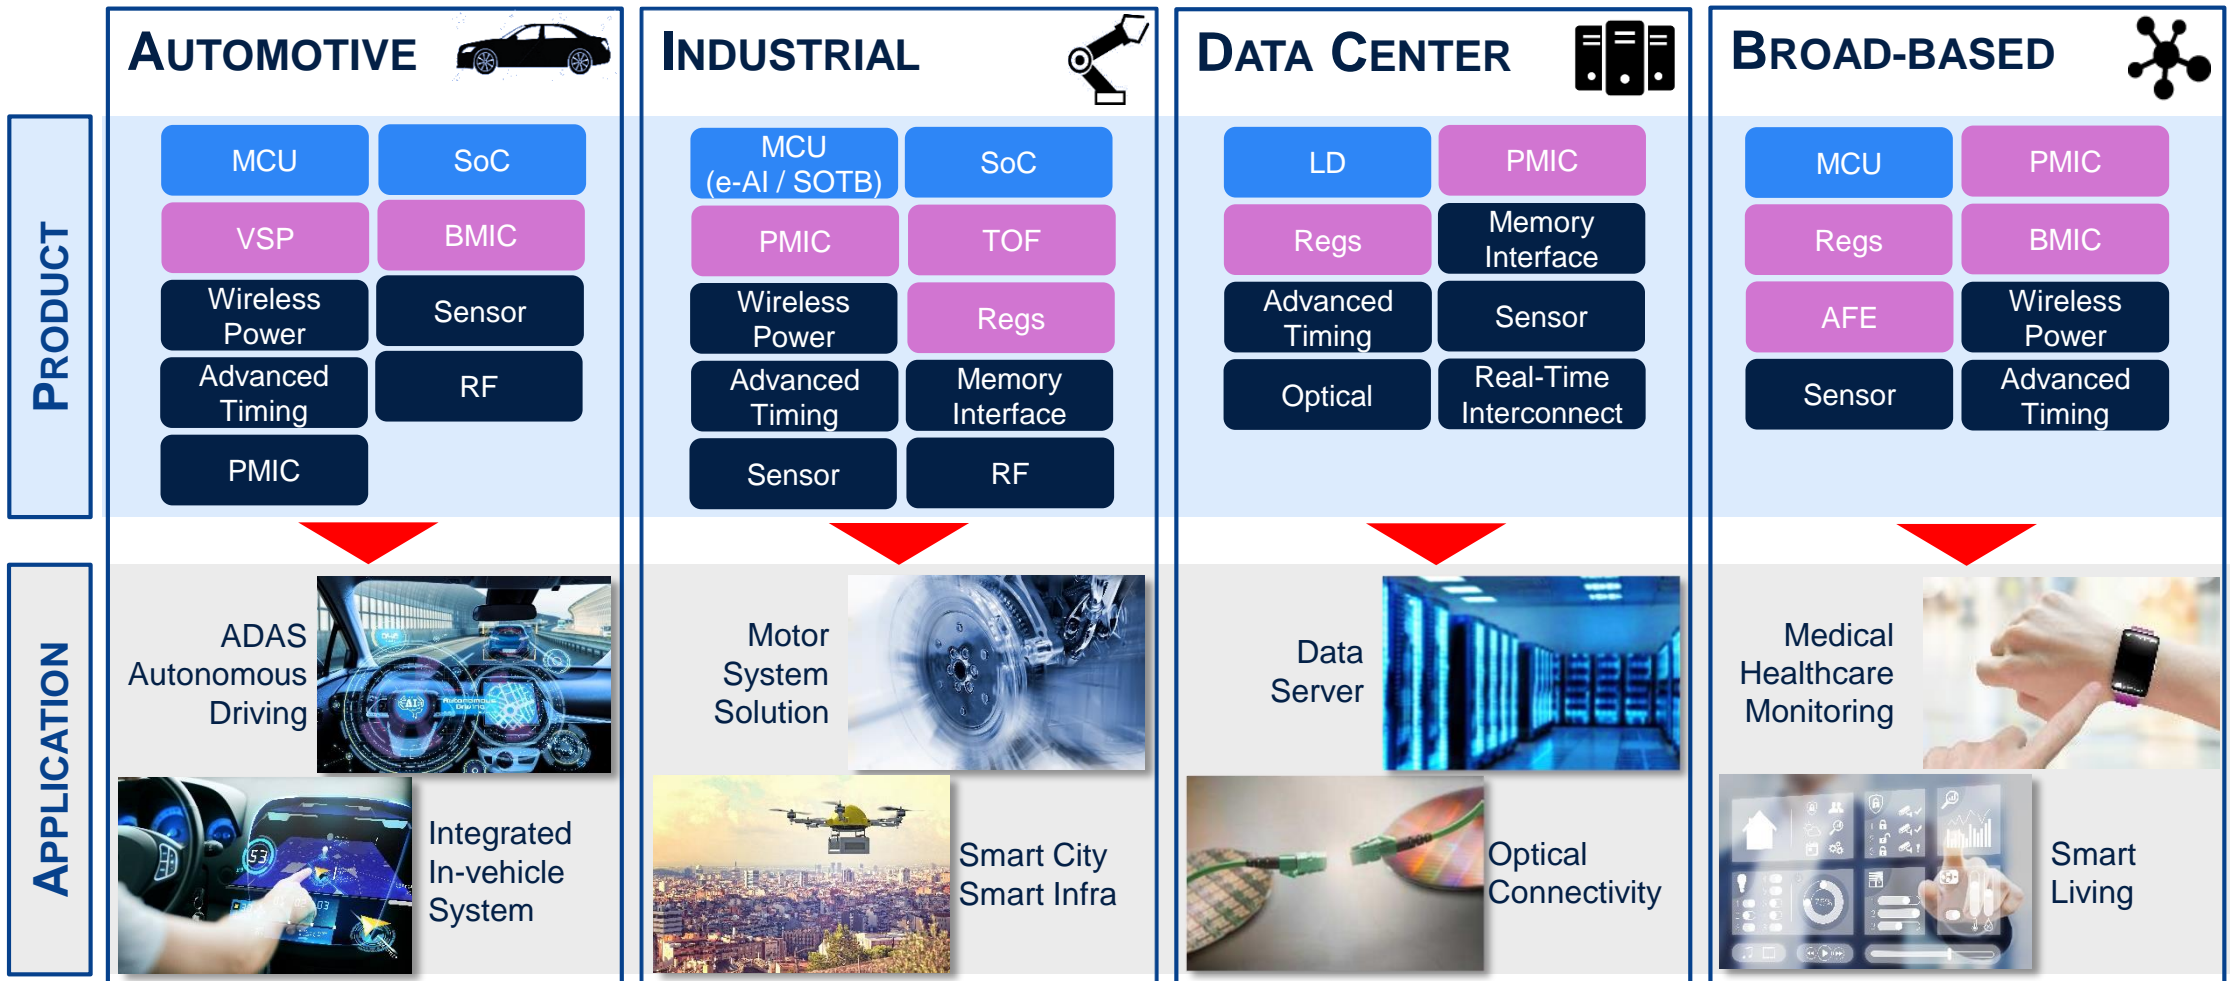 AUTOMOTIVE
INDUSTRIAL
DATA CENTER
BROAD-BASED
PRODUCT
MCU
SoC
VSP
BMIC
Wireless
Power
Sensor
Advanced
Timing
RF
PMIC
MCU
(e-AI / SOTB)
SoC
PMIC
TOF
Wireless
Power
Regs
Advanced
Timing
Memory
Interface
Sensor
RF
LD
PMIC
Regs
Memory
Interface
Advanced
Timing
Sensor
Optical
Real-Time
Interconnect
MCU
PMIC
Regs
BMIC
AFE
Wireless
Power
Sensor
Advanced
Timing
APPLICATION
ADAS
Autonomous
Driving
AI
Autonomous
Driving
Integrated
In-vehicle
System
53
Motor
System
Solution
Smart City
Smart Infra
Data
Server
Optical
Connectivity
Medical
Healthcare
Monitoring
Smart
Living